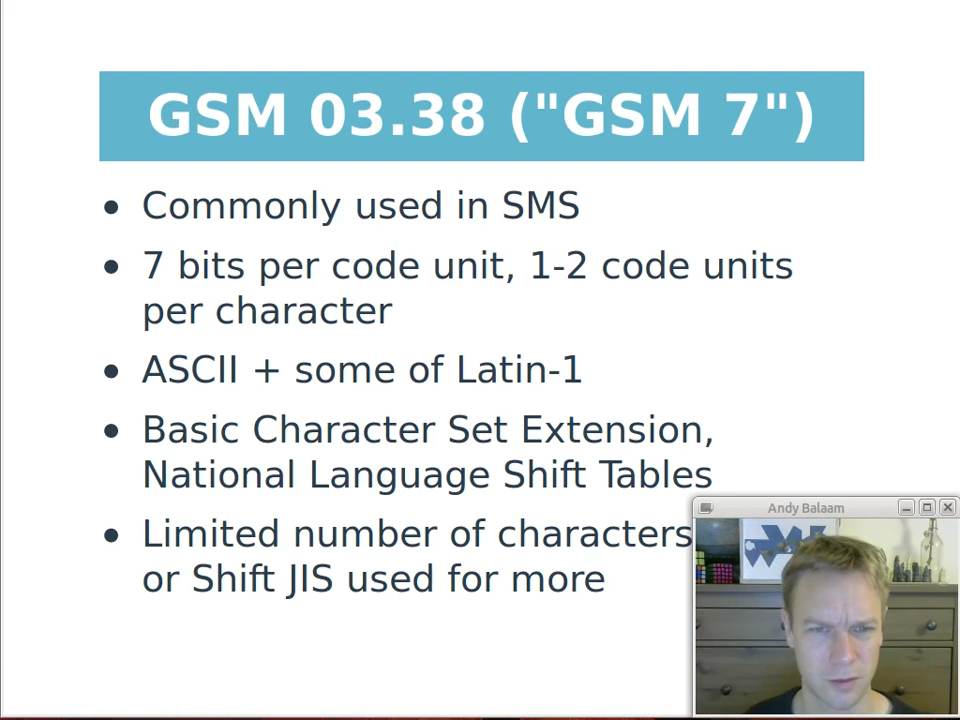 GSM 03.38 ("GSM 7")
• Commonly used in SMS
• 7 bits per code unit, 1-2 code units
per character
• ASCII + some of Latin-1
• Basic Character Set Extension,
National Language Shift Tables
• Limited number of characters
or Shift JIS used for more
Andy Balaam